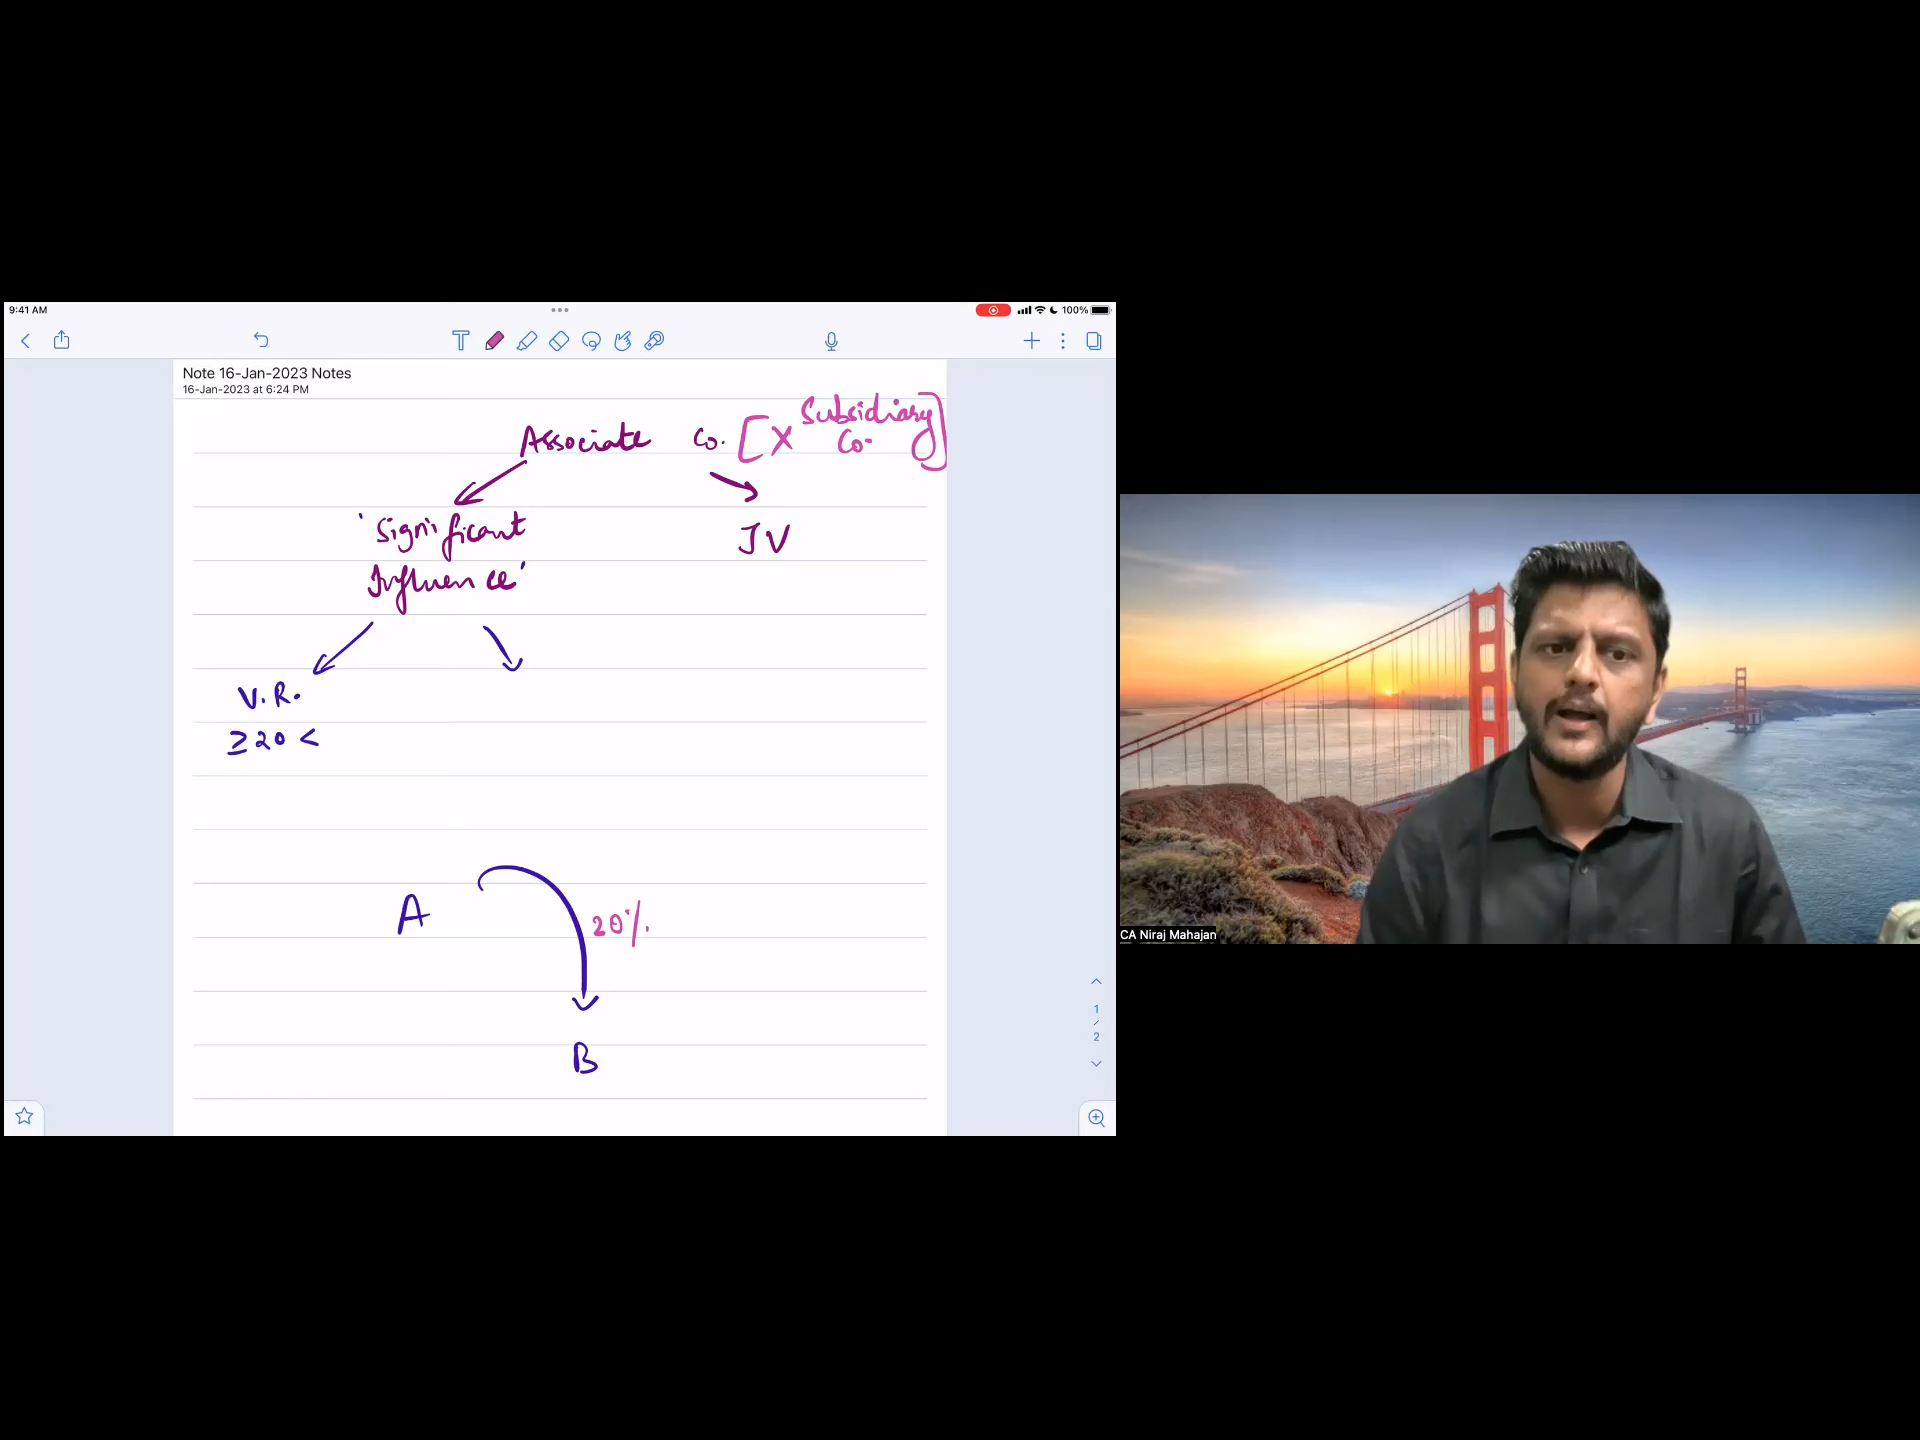 9:41 AM
100%
Note 16-Jan-2023 Notes
16-Jan-2023 at 6:24 PM
Associate Co. [X Subsidiary Co.]
'Significant
Influence'
JV
V.R.
≥20 <
A
20%.
B
1
/
2
CA Niraj Mahajan